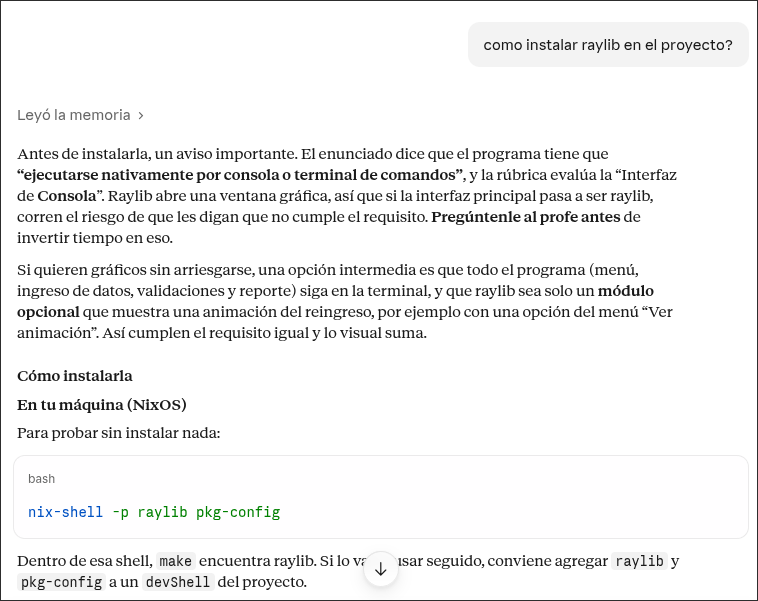 como instalar raylib en el proyecto?
Leyó la memoria
Antes de instalarla, un aviso importante. El enunciado dice que el programa tiene que
“ejecutarse nativamente por consola o terminal de comandos”, y la rúbrica evalúa la “Interfaz
de Consola”. Raylib abre una ventana gráfica, así que si la interfaz principal pasa a ser raylib,
corren el riesgo de que les digan que no cumple el requisito. Pregúntenle al profe antes de
invertir tiempo en eso.
Si quieren gráficos sin arriesgarse, una opción intermedia es que todo el programa (menú,
ingreso de datos, validaciones y reporte) siga en la terminal, y que raylib sea solo un módulo
opcional que muestra una animación del reingreso, por ejemplo con una opción del menú “Ver
animación”. Así cumplen el requisito igual y lo visual suma.
Cómo instalarla
En tu máquina (NixOS)
Para probar sin instalar nada:
bash
nix-shell -p raylib pkg-config
Dentro de esa shell, make encuentra raylib. Si lo usar seguido, conviene agregar raylib y
pkg-config a un devShell del proyecto.